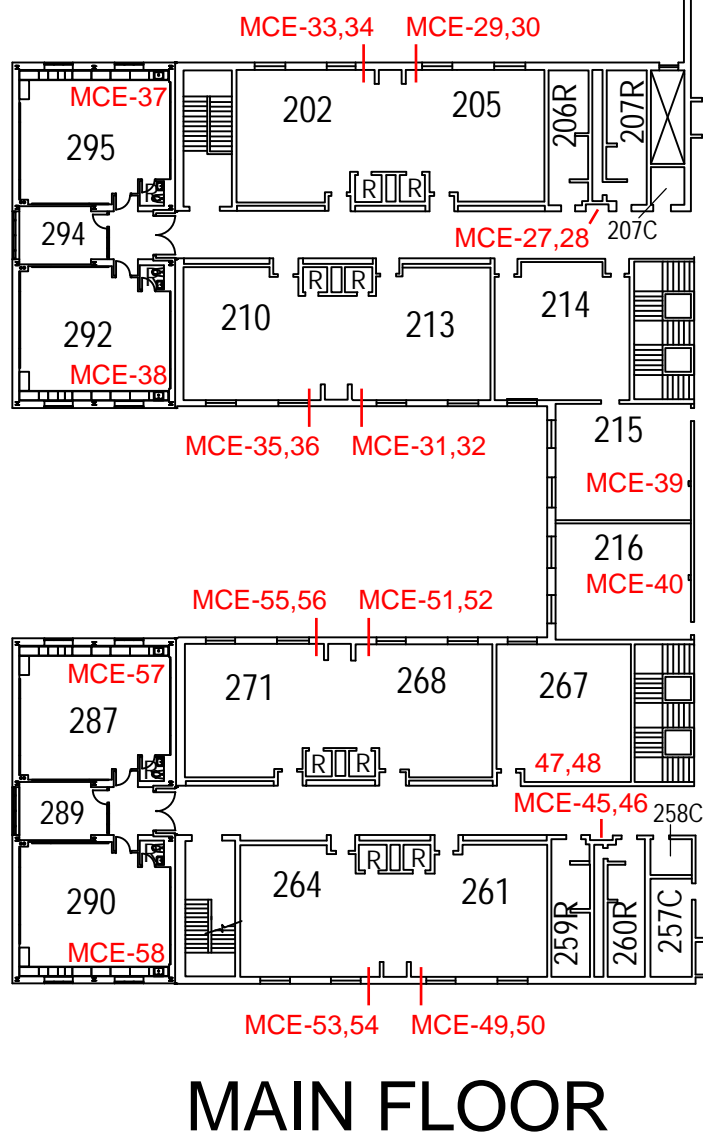 MCE-33,34
MCE-29,30
MCE-37
295
202
205
206R
207R
R
R
294
MCE-27,28
207C
292
MCE-38
210
R
R
213
214
MCE-35,36
MCE-31,32
215
MCE-39
216
MCE-40
MCE-55,56
MCE-51,52
MCE-57
287
271
268
267
R
R
47,48
289
MCE-45,46
258C
290
MCE-58
264
R
R
261
259R
260R
257C
MCE-53,54
MCE-49,50
MAIN FLOOR